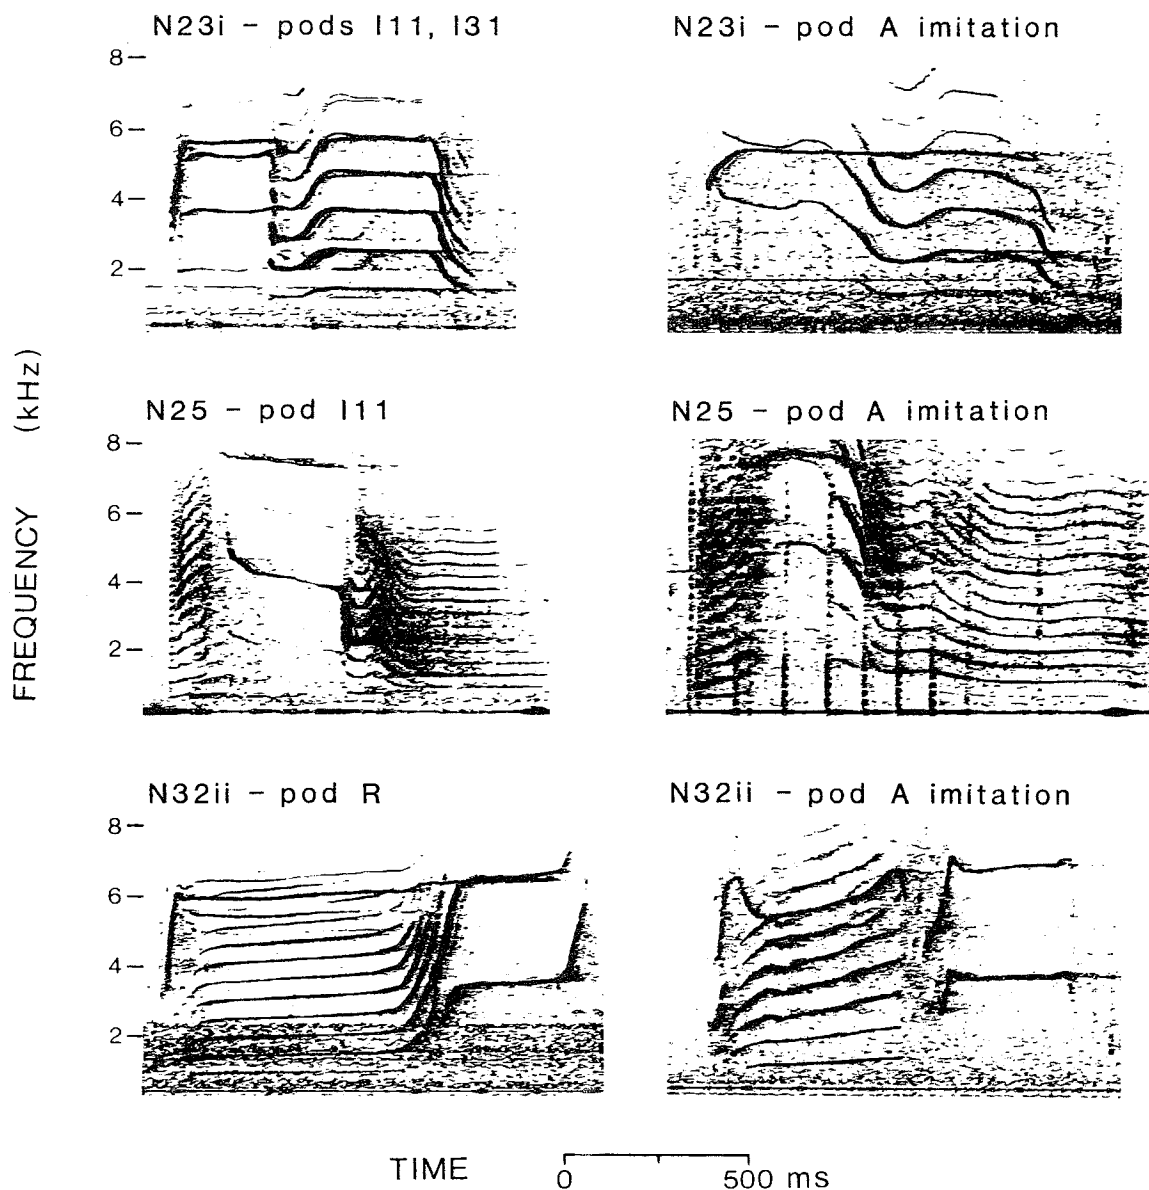 N23i – pods I11, I31
N23i – pod A imitation
8
6
4
2
N25 – pod I11
N25 – pod A imitation
8
6
4
2
N32ii – pod R
N32ii – pod A imitation
8
6
4
2
FREQUENCY (kHz)
TIME
0 500 ms